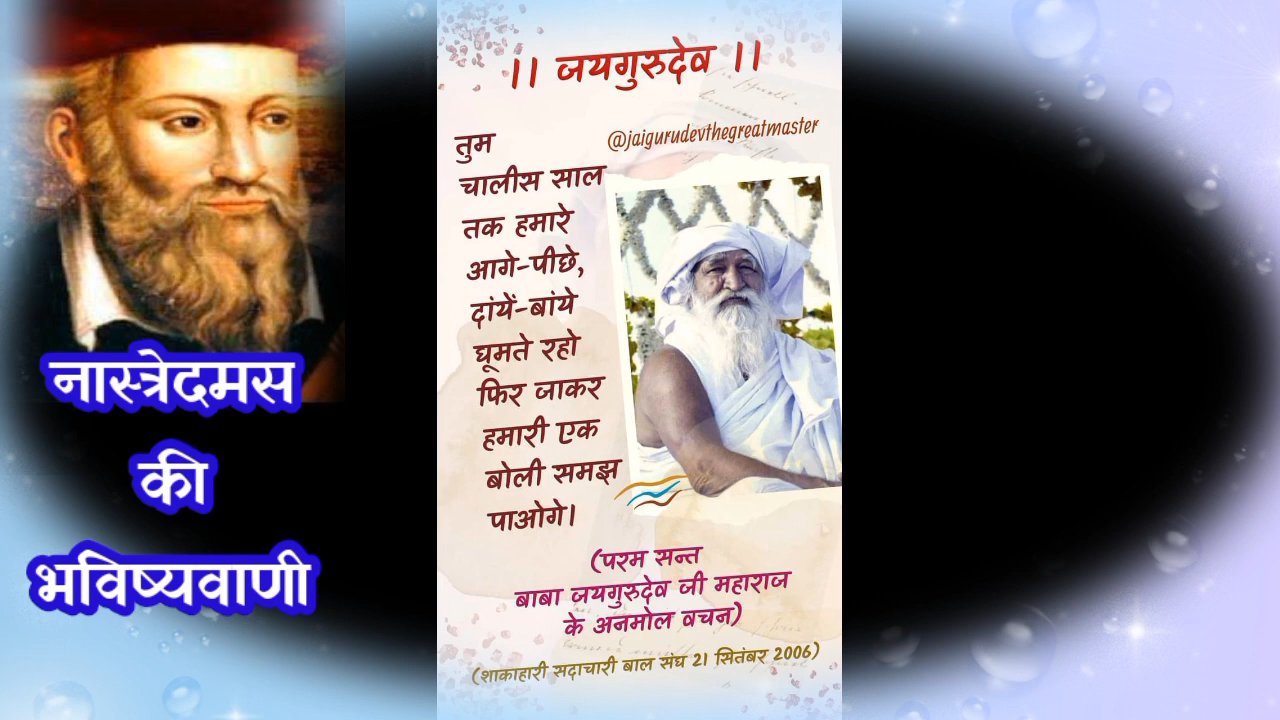 नास्त्रेदमस
की
भविष्यवाणी
।। जयगुरुदेव ।।
@jaigurudevthegreatmaster
तुम
चालीस साल
तक हमारे
आगे-पीछे,
दांयें-बांये
घूमते रहो
फिर जाकर
हमारी एक
बोली समझ
पाओगे।
(परम सन्त
बाबा जयगुरुदेव जी महाराज
के अनमोल वचन)
(शाकाहारी सदाचारी बाल संघ 21 सितंबर 2006)